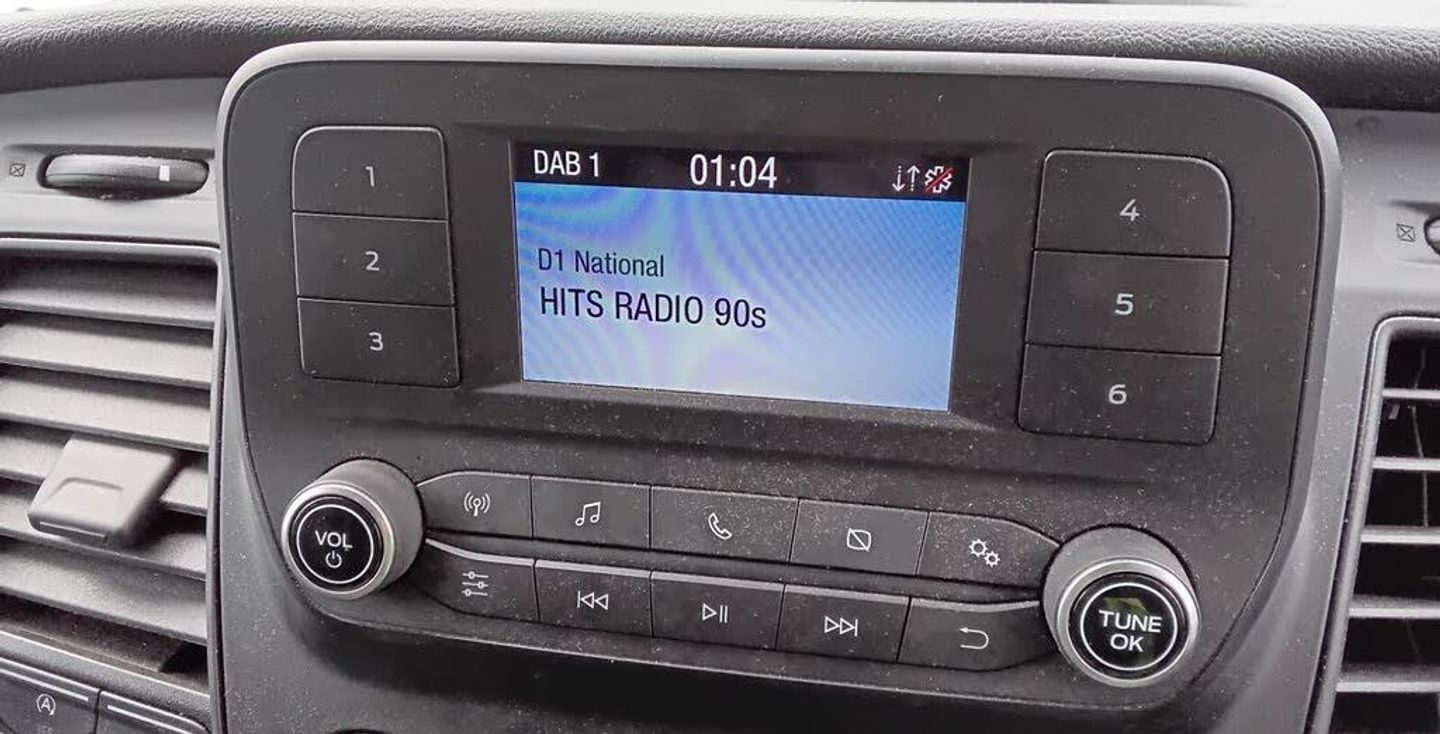 DAB 1 01:04
D1 National
HITS RADIO 90s
1
2
3
4
5
6
VOL
TUNE
OK
A